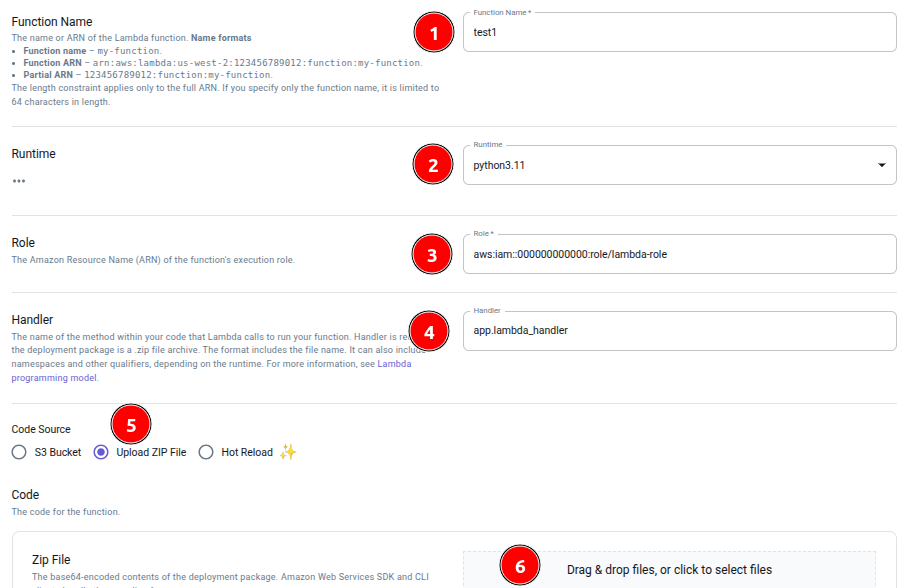 Function Name
The name or ARN of the Lambda function. Name formats
• Function name – my-function.
• Function ARN – arn:aws:lambda:us-west-2:123456789012:function:my-function.
• Partial ARN – 123456789012:function:my-function.
The length constraint applies only to the full ARN. If you specify only the function name, it is limited to
64 characters in length.
1
Function Name *
test1
Runtime
•••
2
Runtime
python3.11
Role
The Amazon Resource Name (ARN) of the function's execution role.
3
Role *
aws:iam::000000000000:role/lambda-role
Handler
The name of the method within your code that Lambda calls to run your function. Handler is
the deployment package is a .zip file archive. The format includes the file name. It can also include
namespaces and other qualifiers, depending on the runtime. For more information, see Lambda
programming model.
4
Handler
app.lambda_handler
Code Source
5
S3 Bucket Upload ZIP File Hot Reload ✨
Code
The code for the function.
Zip File
The base64-encoded contents of the deployment package. Amazon Web Services SDK and CLI
6
Drag & drop files, or click to select files